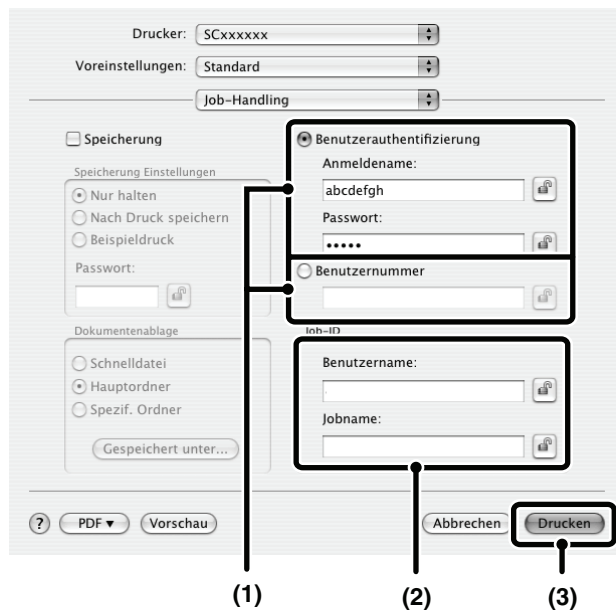 Drucker: SCxxxxxx
Voreinstellungen: Standard
Job-Handling
Speicherung
Speicherung Einstellungen
Nur halten
Nach Druck speichern
Beispieldruck
Passwort:
Dokumentenablage
Schnelldatei
Hauptordner
Spezif. Ordner
Gespeichert unter...
Benutzerauthentifizierung
Anmeldename:
abcdefgh
Passwort:
•••••
Benutzernummer
Job-ID
Benutzername:
Jobname:
? PDF▼ Vorschau Abbrechen Drucken
(1) (2) (3)